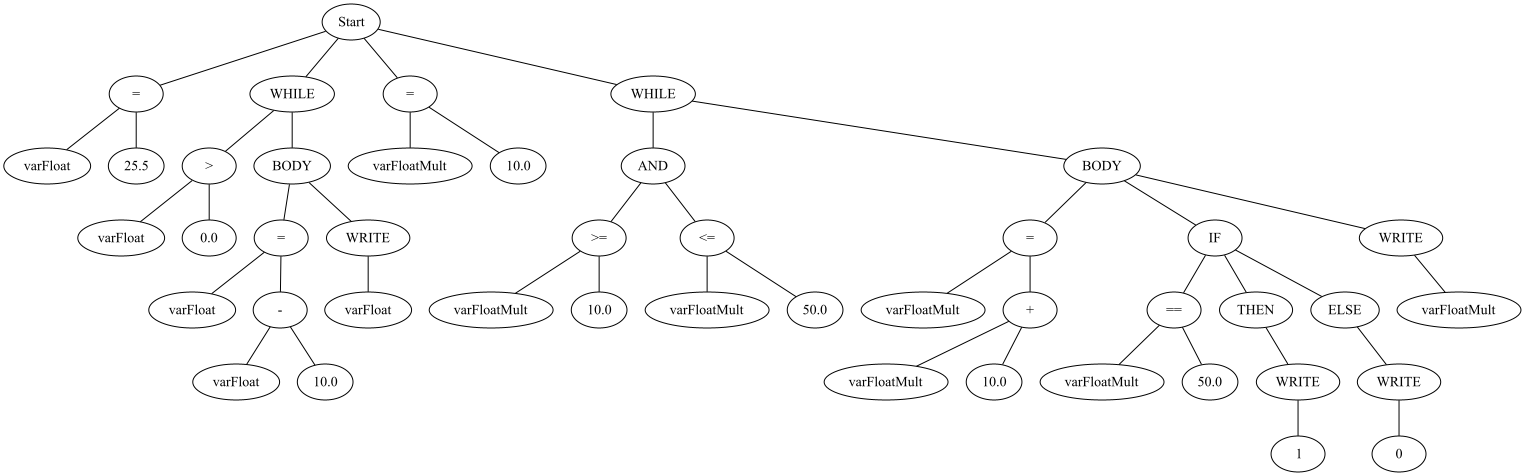 Start
= WHILE = WHILE
varFloat 25.5 > BODY varFloatMult 10.0 AND BODY
varFloat 0.0 = WRITE >= <= = IF WRITE
varFloat - varFloat varFloatMult 10.0 varFloatMult 50.0 varFloatMult + == THEN ELSE varFloatMult
varFloat 10.0 varFloatMult 10.0 varFloatMult 50.0 WRITE WRITE
1 0